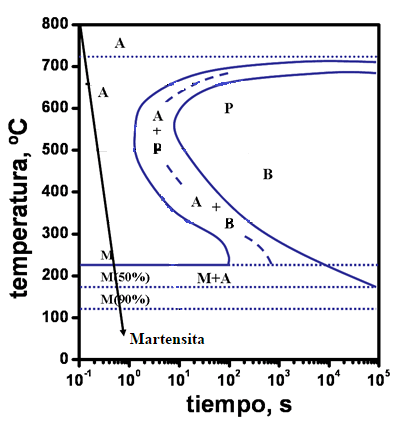 800
A
700
A
600
P
A
+
p
500
B
400
A
+
B
300
M
200
M(50%)
M+A
M(90%)
100
Martensita
0
10-1
100
101
102
103
104
105
temperatura, ºC
tiempo, s